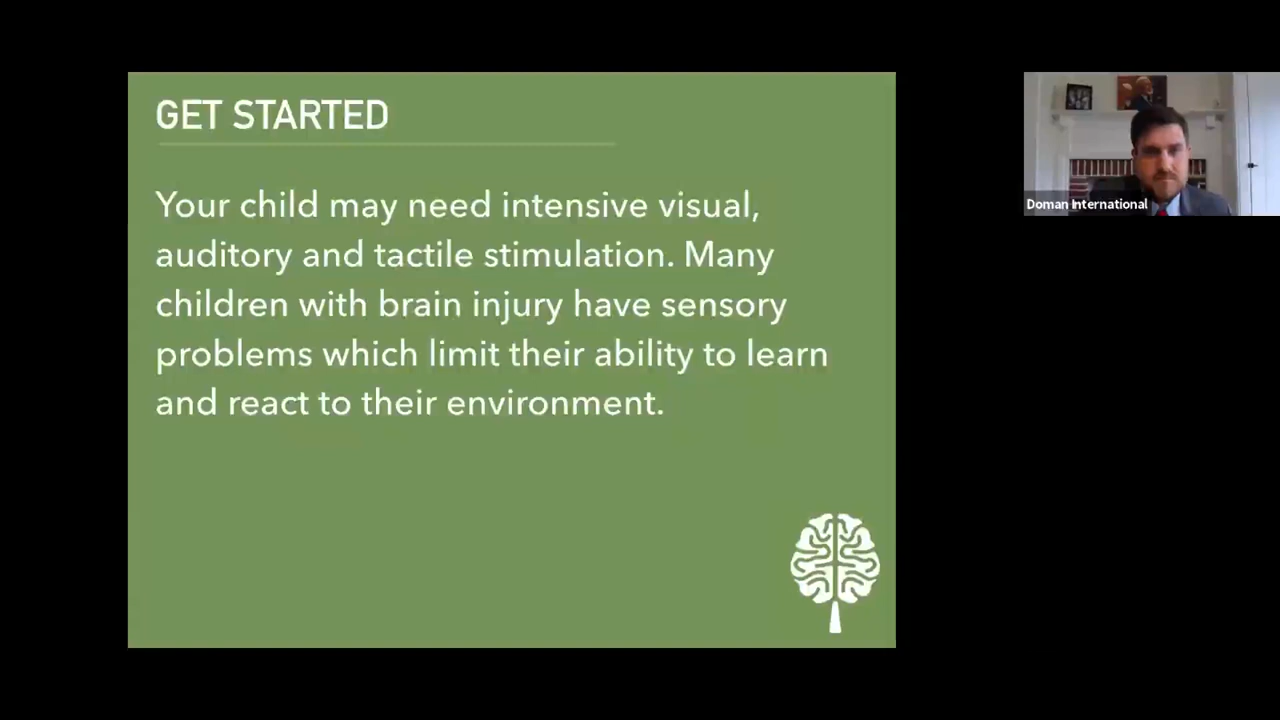 GET STARTED
Your child may need intensive visual,
auditory and tactile stimulation. Many
children with brain injury have sensory
problems which limit their ability to learn
and react to their environment.
Doman International